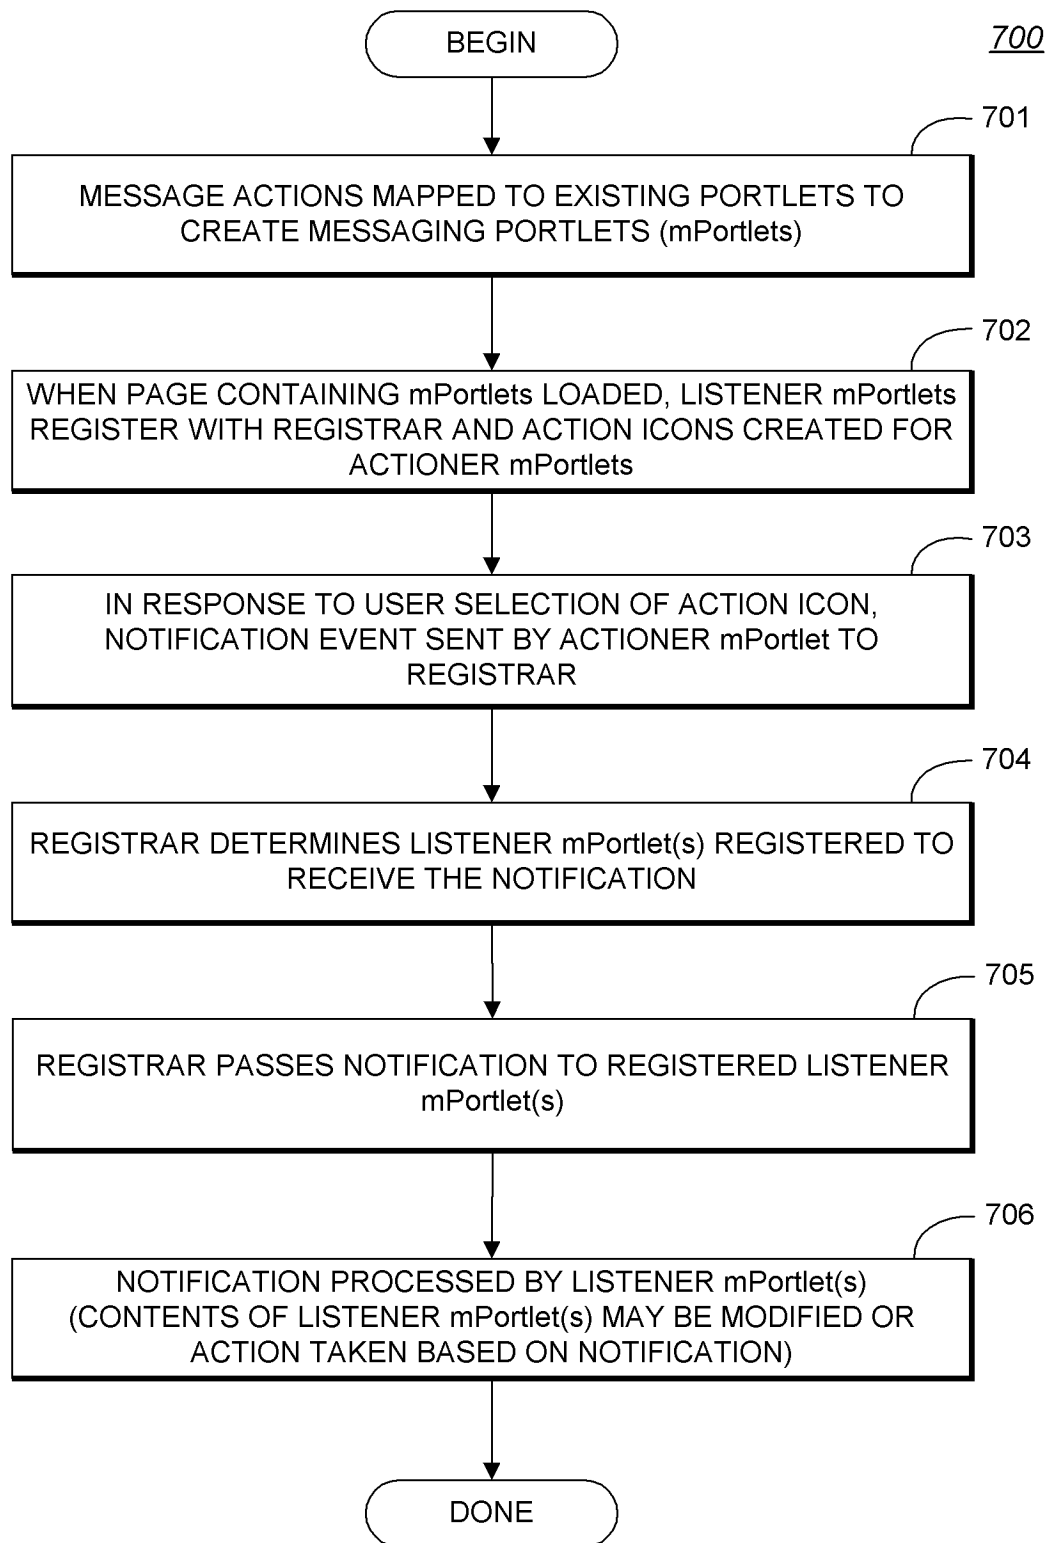 BEGIN
700
701
MESSAGE ACTIONS MAPPED TO EXISTING PORTLETS TO
CREATE MESSAGING PORTLETS (mPortlets)
702
WHEN PAGE CONTAINING mPortlets LOADED, LISTENER mPortlets
REGISTER WITH REGISTRAR AND ACTION ICONS CREATED FOR
ACTIONER mPortlets
703
IN RESPONSE TO USER SELECTION OF ACTION ICON,
NOTIFICATION EVENT SENT BY ACTIONER mPortlet TO
REGISTRAR
704
REGISTRAR DETERMINES LISTENER mPortlet(s) REGISTERED TO
RECEIVE THE NOTIFICATION
705
REGISTRAR PASSES NOTIFICATION TO REGISTERED LISTENER
mPortlet(s)
706
NOTIFICATION PROCESSED BY LISTENER mPortlet(s)
(CONTENTS OF LISTENER mPortlet(s) MAY BE MODIFIED OR
ACTION TAKEN BASED ON NOTIFICATION)
DONE